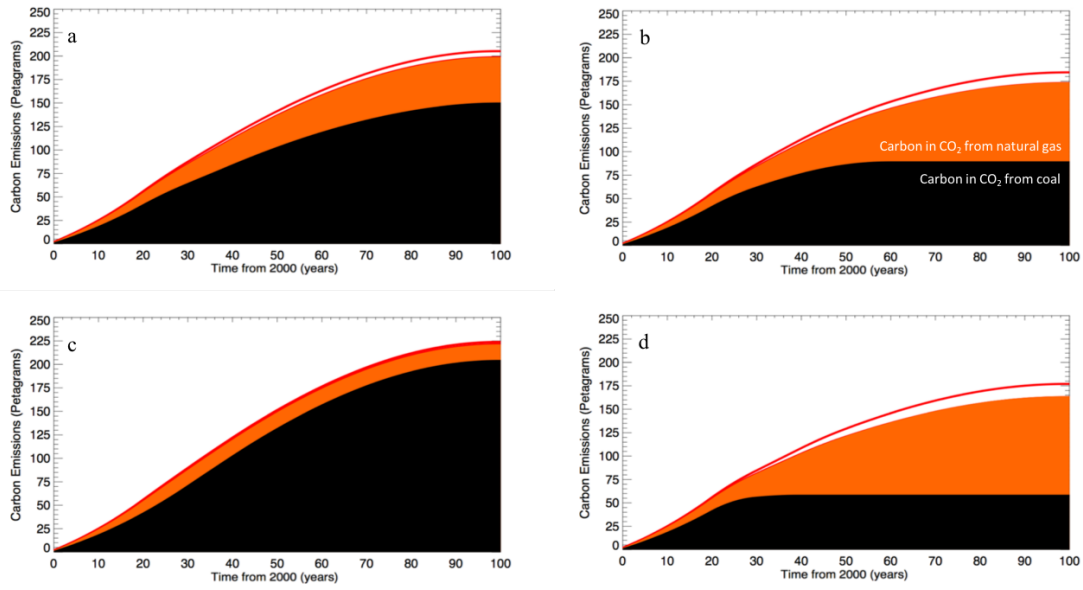 a
Carbon Emissions (Petagrams)
250
225
200
175
150
125
100
75
50
25
0
0 10 20 30 40 50 60 70 80 90 100
Time from 2000 (years)
b
Carbon Emissions (Petagrams)
250
225
200
175
150
125
100
75
50
25
0
Carbon in CO₂ from natural gas
Carbon in CO₂ from coal
0 10 20 30 40 50 60 70 80 90 100
Time from 2000 (years)
c
Carbon Emissions (Petagrams)
250
225
200
175
150
125
100
75
50
25
0
0 10 20 30 40 50 60 70 80 90 100
Time from 2000 (years)
d
Carbon Emissions (Petagrams)
250
225
200
175
150
125
100
75
50
25
0
0 10 20 30 40 50 60 70 80 90 100
Time from 2000 (years)